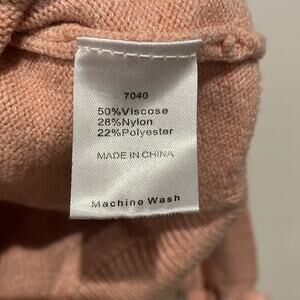 7040
50%Viscose
28%Nylon
22%Polyester
MADE IN CHINA
Machine Wash